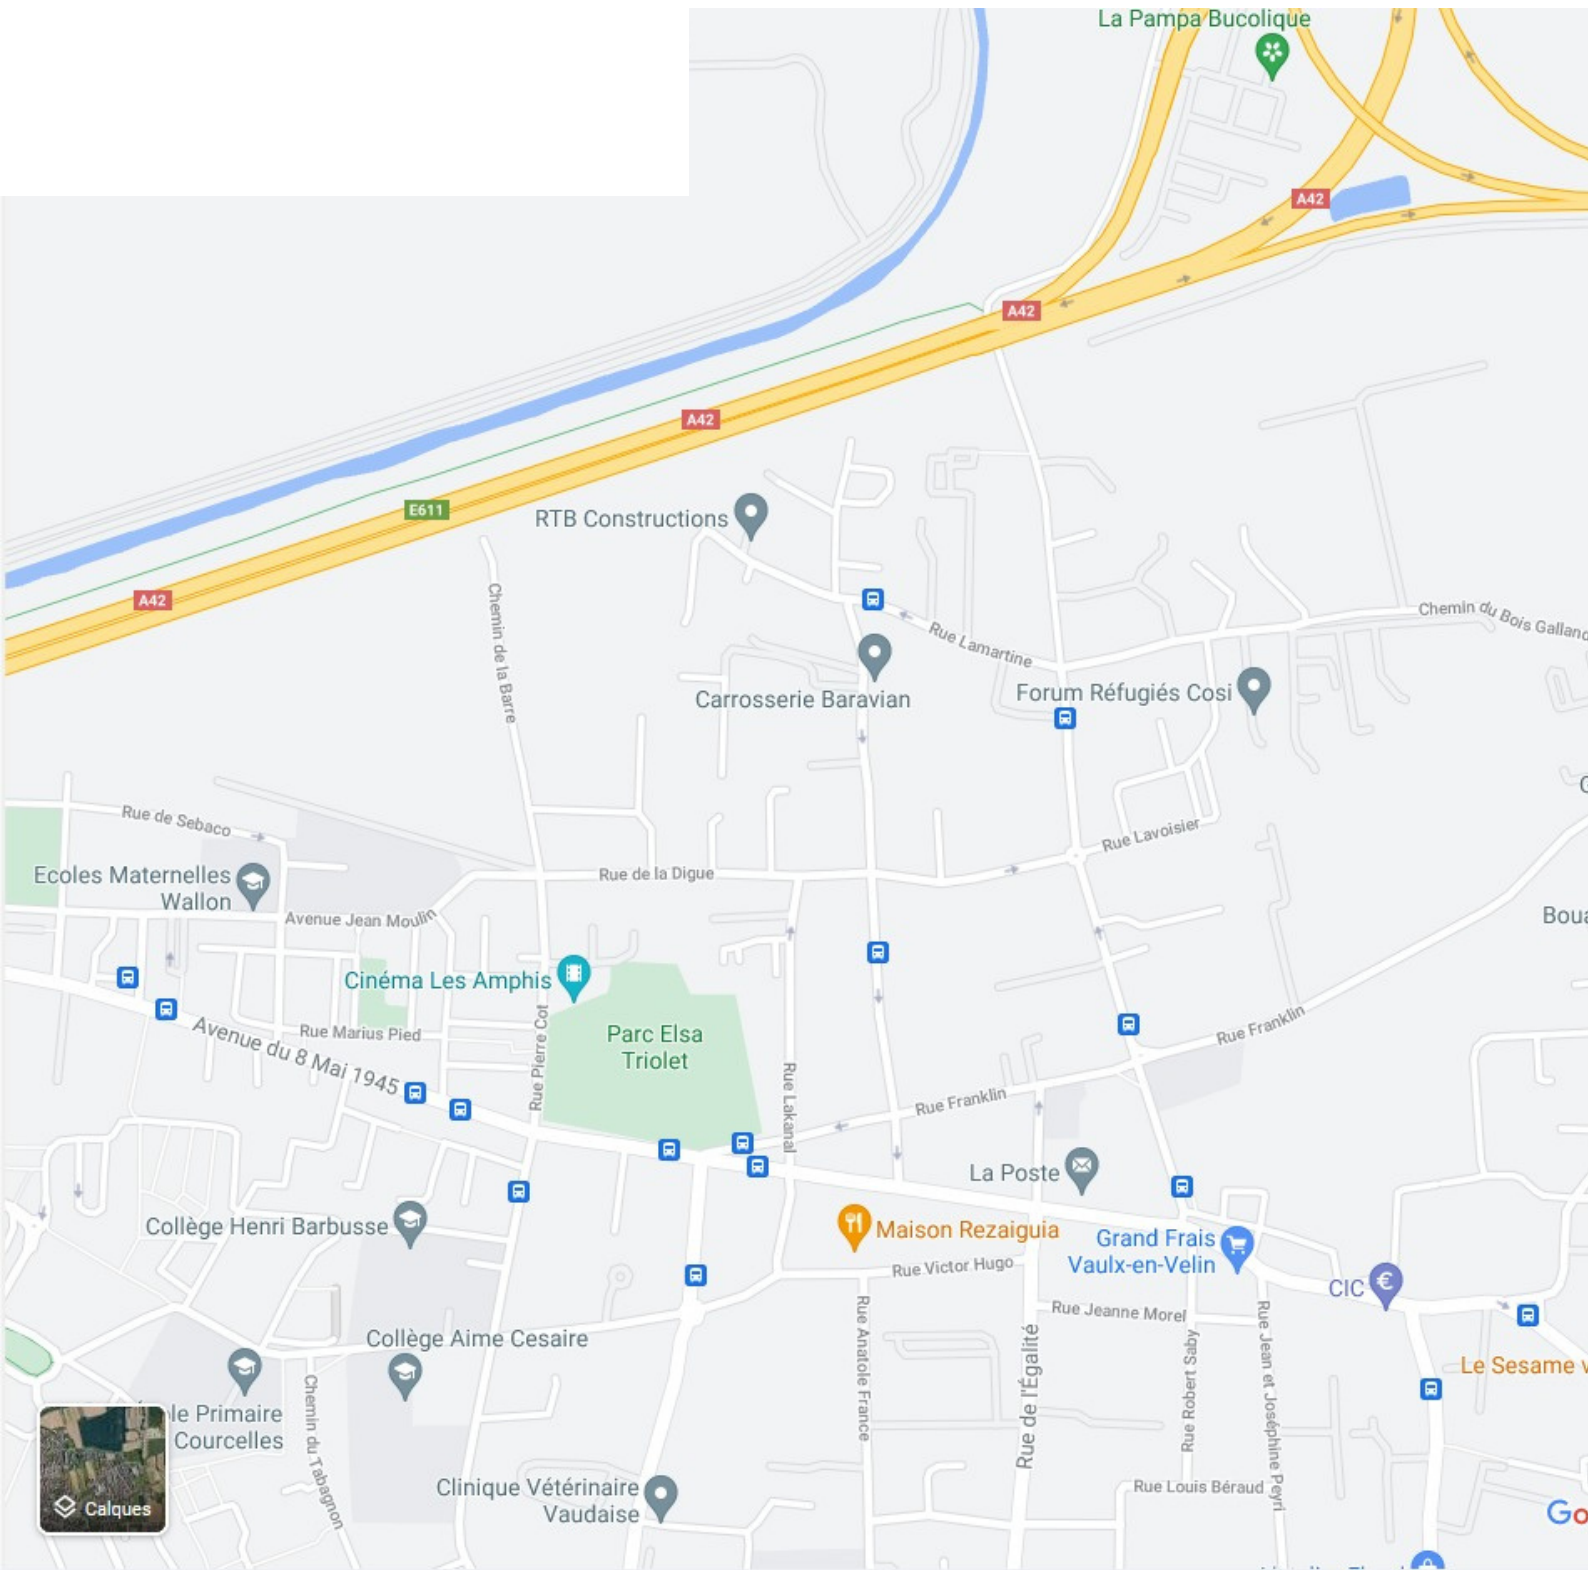 La Pampa Bucolique
A42
A42
A42
E611
A42
RTB Constructions
Chemin de la Barre
Rue Lamartine
Chemin du Bois Galland
Carrosserie Baravian
Forum Réfugiés Cosi
Rue de Sebaco
Rue Lavoisier
Ecoles Maternelles
Wallon
Rue de la Digue
Avenue Jean Moulin
Cinéma Les Amphis
Parc Elsa
Triolet
Rue Marius Pied
Avenue du 8 Mai 1945
Rue Pierre Cot
Rue Lakanal
Rue Franklin
Rue Franklin
La Poste
Collège Henri Barbusse
Maison Rezaiguia
Grand Frais
Vaulx-en-Velin
Rue Victor Hugo
CIC
Rue Jeanne Morel
Collège Aime Cesaire
Rue Anatole France
Rue de l'Égalité
Rue Robert Saby
Rue Jean et Joséphine Peyri
Le Sesame
Primaire
Courcelles
Chemin du Tabagnon
Clinique Vétérinaire
Vaudaise
Rue Louis Béraud
Calques